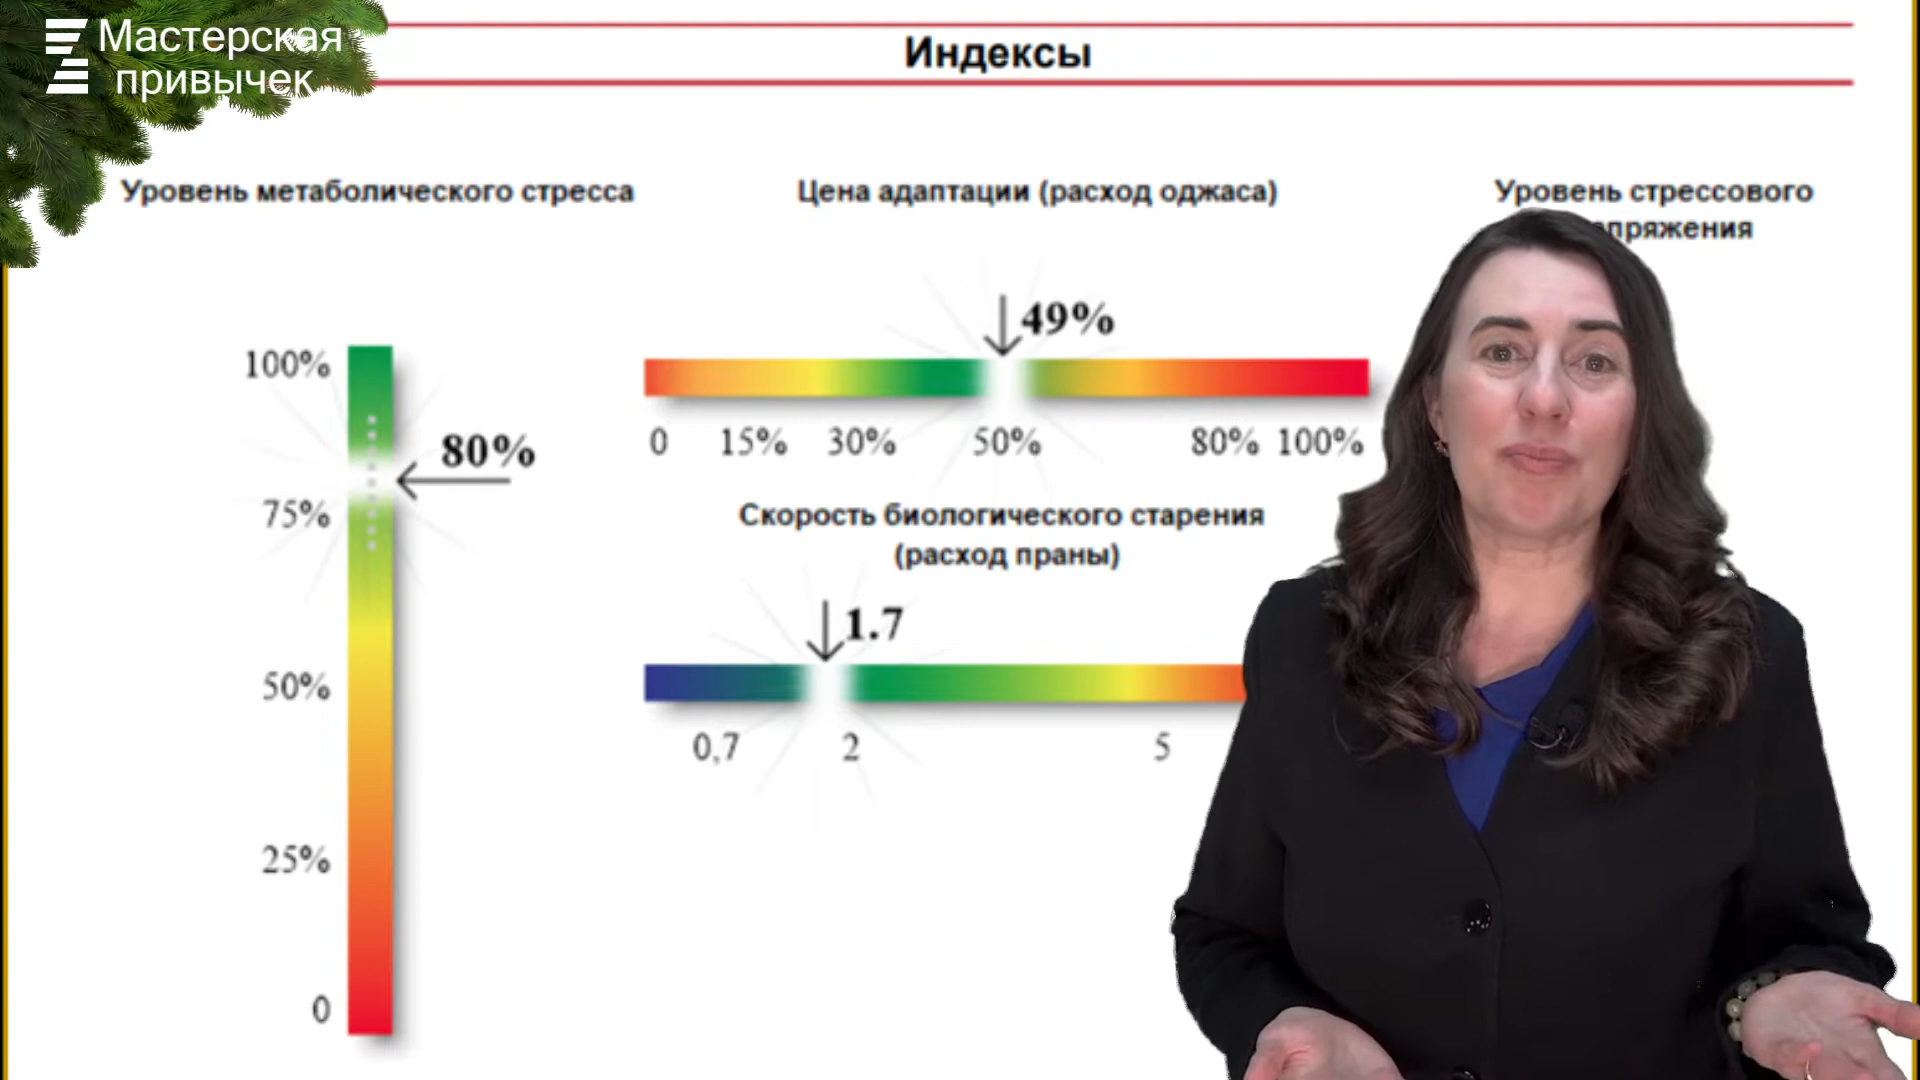 Мастерская
привычек
Индексы
Уровень метаболического стресса
100%
80%
75%
50%
25%
0
Цена адаптации (расход оджаса)
49%
0 15% 30% 50% 80% 100%
Скорость биологического старения
(расход праны)
1.7
0,7 2 5
Уровень стрессового